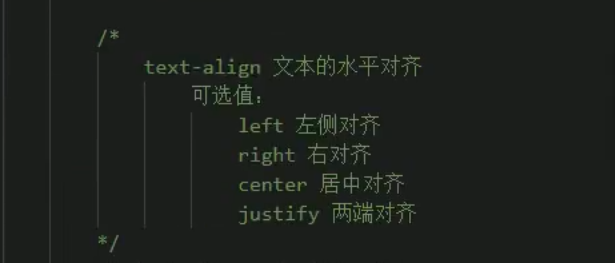 /*
text-align 文本的水平对齐
可选值：
left 左侧对齐
right 右对齐
center 居中对齐
justify 两端对齐
*/